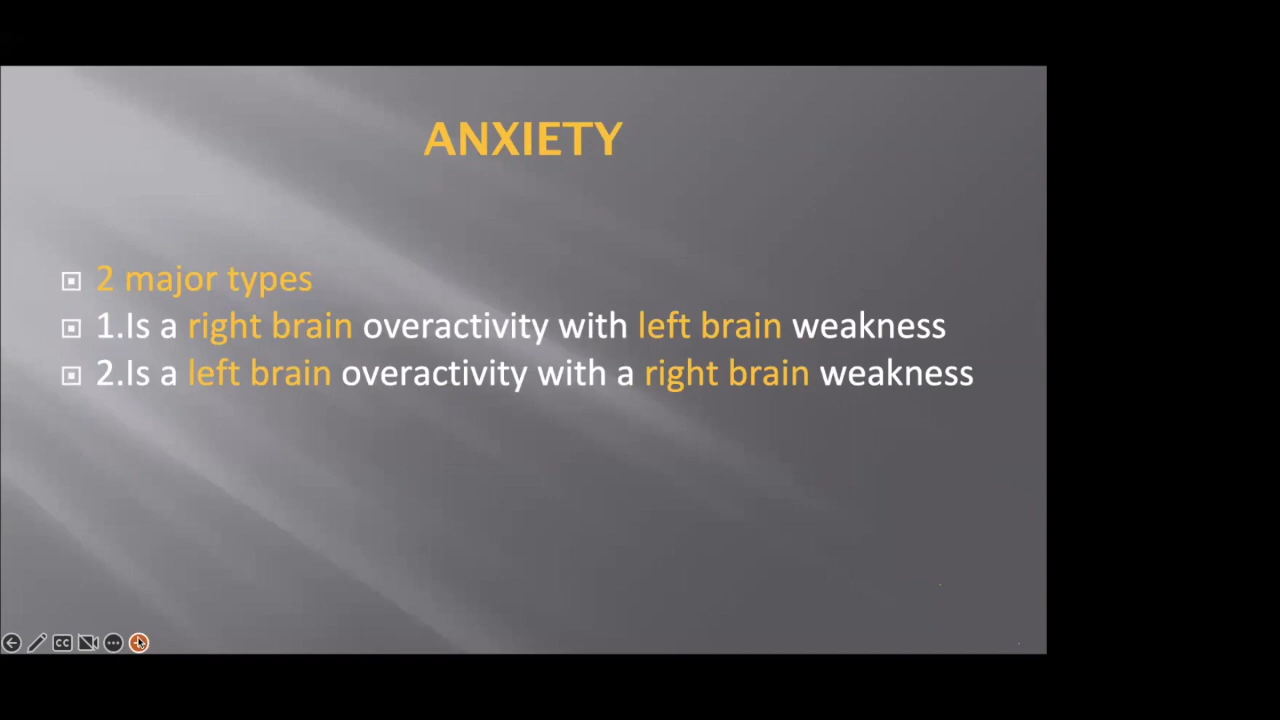 ANXIETY
2 major types
1.Is a right brain overactivity with left brain weakness
2.Is a left brain overactivity with a right brain weakness
CC